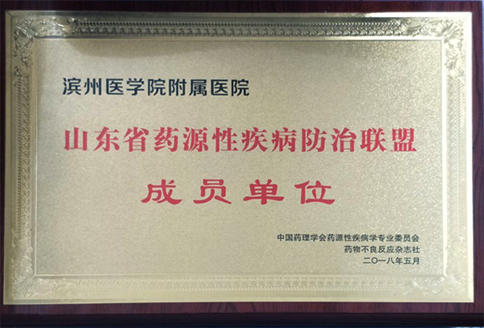 滨州医学院附属医院
山东省药源性疾病防治联盟
成员单位
中国药理学会药源性疾病学专业委员会
药物不良反应杂志社
二〇一八年五月